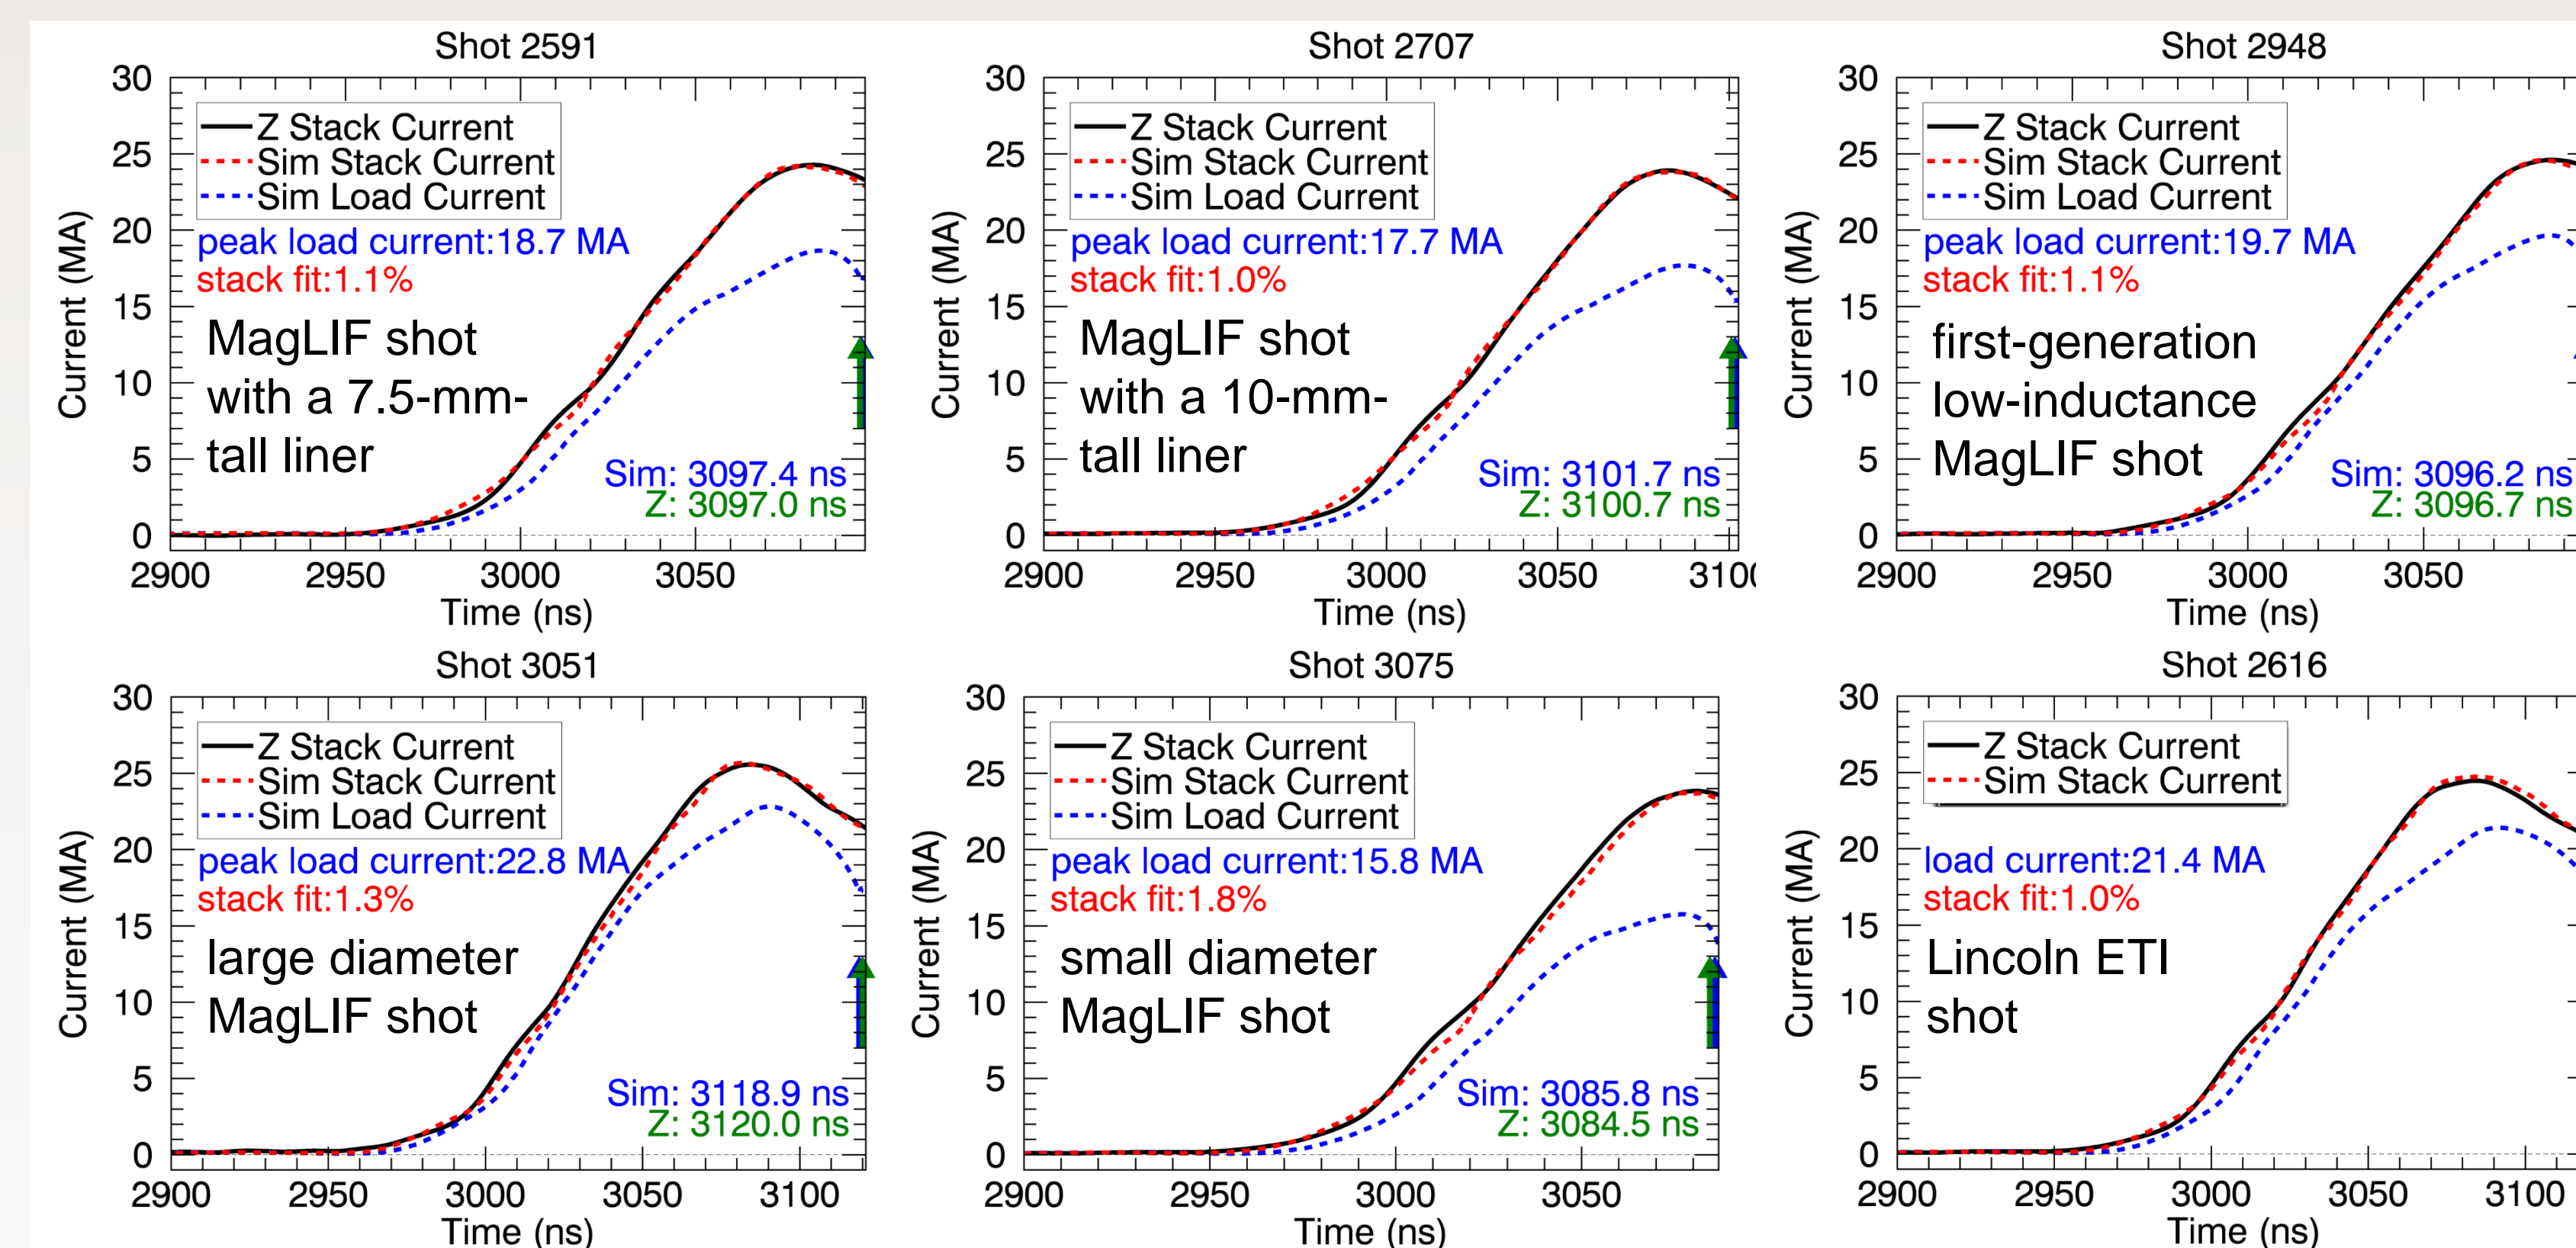 Shot 2591
30
25
20
15
10
5
0
Current (MA)
Z Stack Current
Sim Stack Current
Sim Load Current
peak load current:18.7 MA
stack fit:1.1%
MagLIF shot
with a 7.5-mm-
tall liner
Sim: 3097.4 ns
Z: 3097.0 ns
2900 2950 3000 3050
Time (ns)
Shot 2707
30
25
20
15
10
5
0
Current (MA)
Z Stack Current
Sim Stack Current
Sim Load Current
peak load current:17.7 MA
stack fit:1.0%
MagLIF shot
with a 10-mm-
tall liner
Sim: 3101.7 ns
Z: 3100.7 ns
2900 2950 3000 3050 3100
Time (ns)
Shot 2948
30
25
20
15
10
5
0
Current (MA)
Z Stack Current
Sim Stack Current
Sim Load Current
peak load current:19.7 MA
stack fit:1.1%
first-generation
low-inductance
MagLIF shot
Sim: 3096.2 ns
Z: 3096.7 ns
2900 2950 3000 3050
Time (ns)
Shot 3051
30
25
20
15
10
5
0
Current (MA)
Z Stack Current
Sim Stack Current
Sim Load Current
peak load current:22.8 MA
stack fit:1.3%
large diameter
MagLIF shot
Sim: 3118.9 ns
Z: 3120.0 ns
2900 2950 3000 3050 3100
Time (ns)
Shot 3075
30
25
20
15
10
5
0
Current (MA)
Z Stack Current
Sim Stack Current
Sim Load Current
peak load current:15.8 MA
stack fit:1.8%
small diameter
MagLIF shot
Sim: 3085.8 ns
Z: 3084.5 ns
2900 2950 3000 3050
Time (ns)
Shot 2616
30
25
20
15
10
5
0
Current (MA)
Z Stack Current
Sim Stack Current
load current:21.4 MA
stack fit:1.0%
Lincoln ETI
shot
2900 2950 3000 3050 3100
Time (ns)